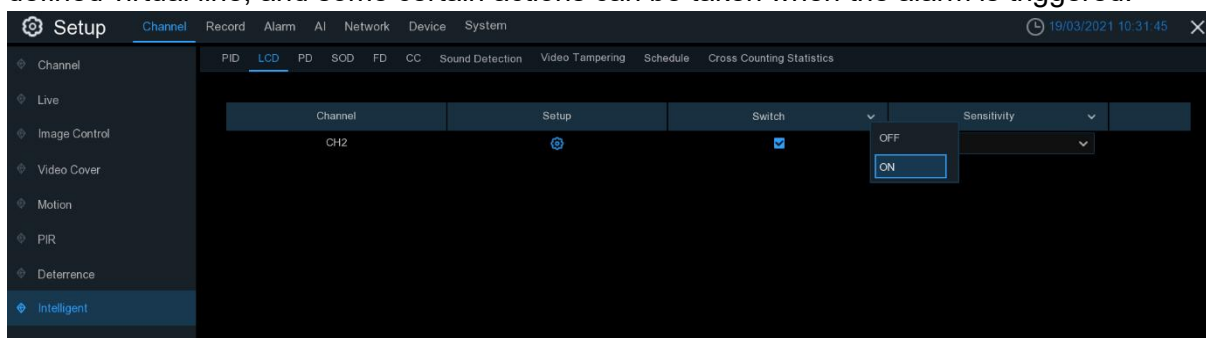 defined virtual line, and some certain actions can be taken when the alarm is triggered.
Setup Channel Record Alarm AI Network Device System 19/03/2021 10:31:45
Channel PID LCD PD SOD FD CC Sound Detection Video Tampering Schedule Cross Counting Statistics
Live
Channel Setup Switch Sensitivity
Image Control
CH2 OFF
Video Cover ON
Motion
PIR
Deterrence
Intelligent